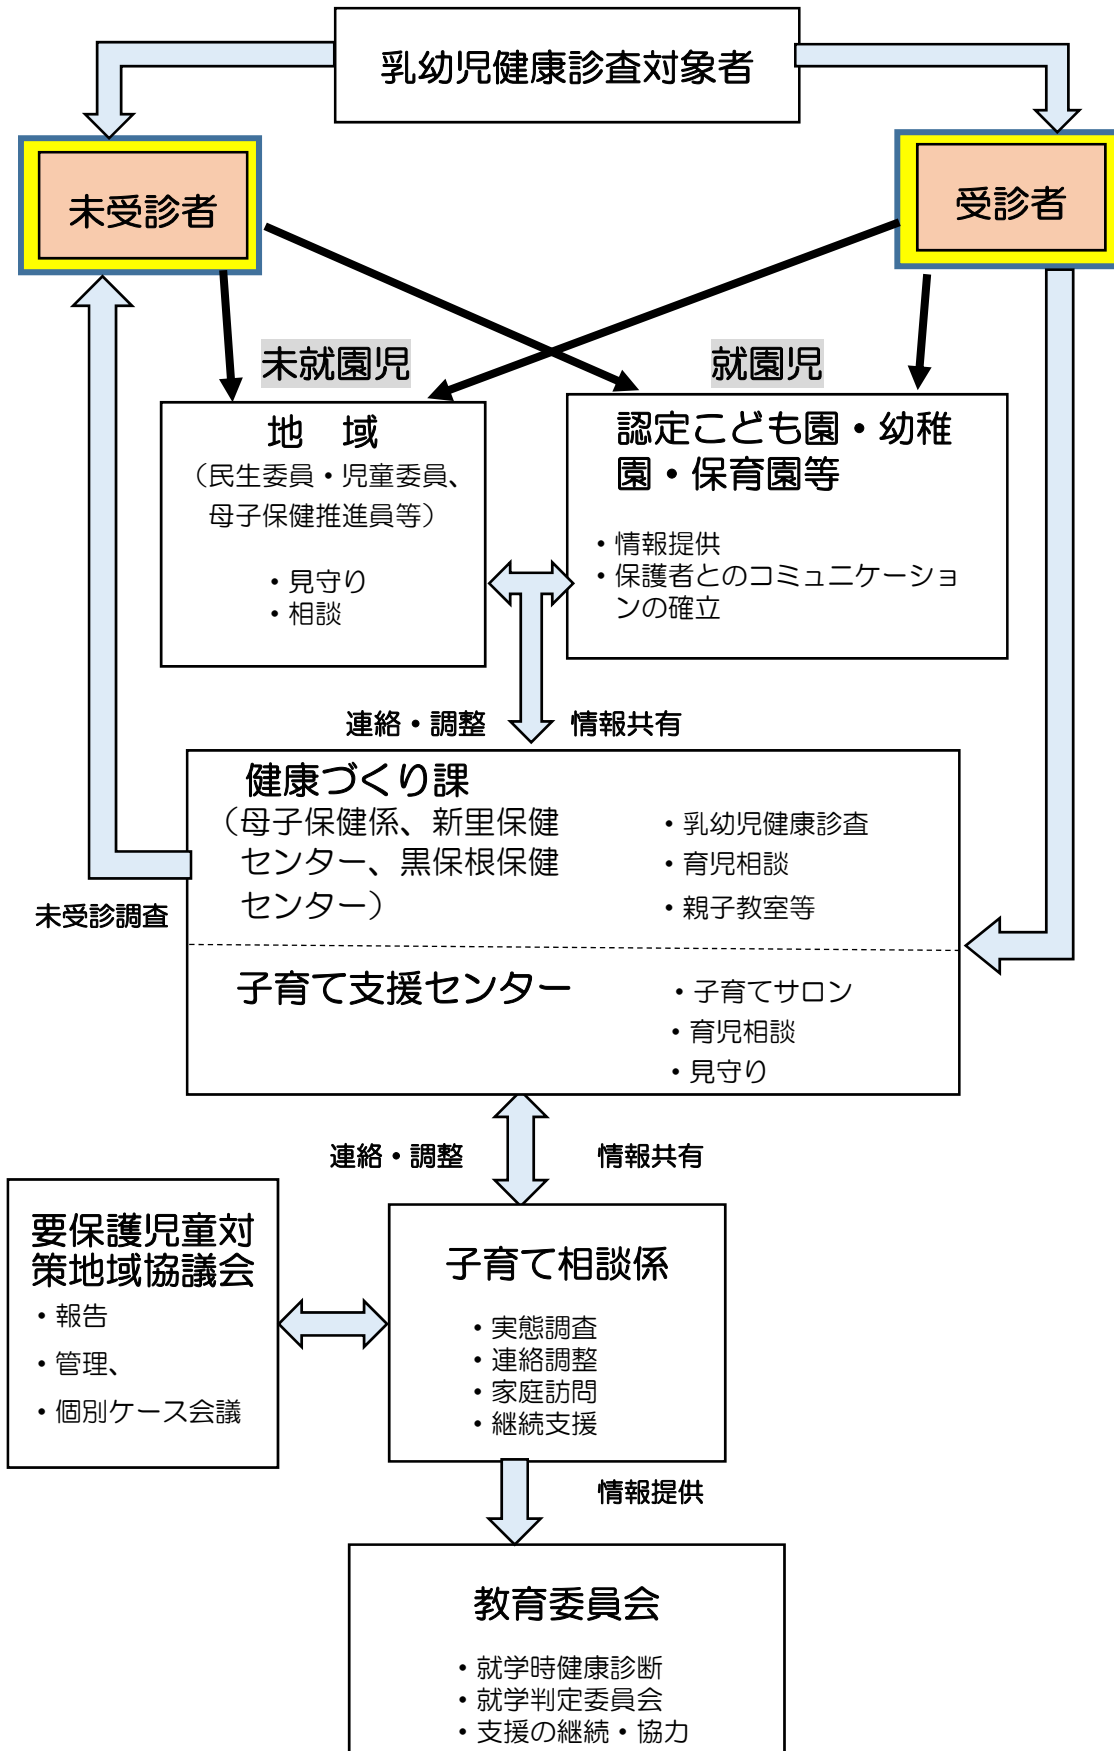 乳幼児健康診査対象者
未受診者
受診者
未就園児
就園児
地　域
（民生委員・児童委員、
母子保健推進員等）
・見守り
・相談
認定こども園・幼稚
園・保育園等
・情報提供
・保護者とのコミュニケーショ
ンの確立
連絡・調整
情報共有
健康づくり課
（母子保健係、新里保健
センター、黒保根保健
センター）
・乳幼児健康診査
・育児相談
・親子教室等
未受診調査
子育て支援センター
・子育てサロン
・育児相談
・見守り
連絡・調整
情報共有
要保護児童対
策地域協議会
・報告
・管理、
・個別ケース会議
子育て相談係
・実態調査
・連絡調整
・家庭訪問
・継続支援
情報提供
教育委員会
・就学時健康診断
・就学判定委員会
・支援の継続・協力